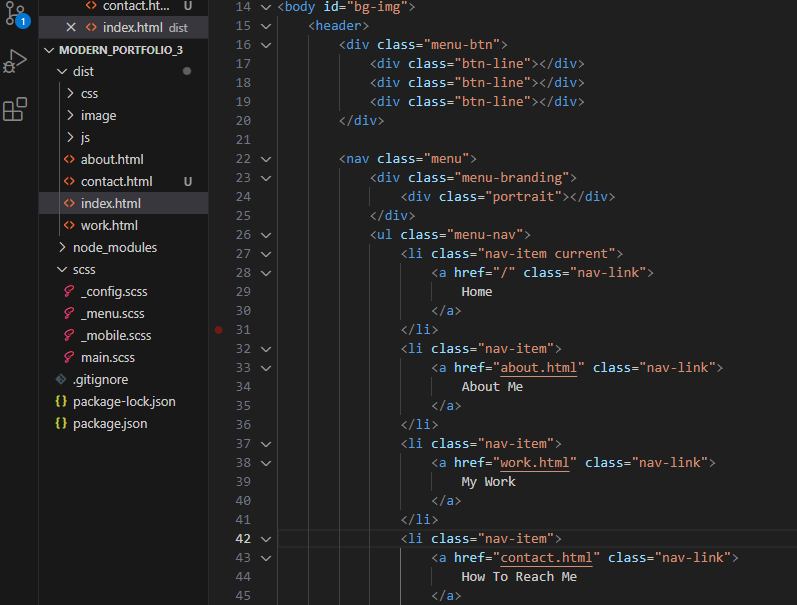 contact.ht... U
index.html dist
MODERN_PORTFOLIO_3
dist
css
image
js
about.html
contact.html U
index.html
work.html
node_modules
scss
_config.scss
_menu.scss
_mobile.scss
main.scss
.gitignore
{} package-lock.json
{} package.json
1
14 <body id="bg-img">
15 <header>
16 <div class="menu-btn">
17 <div class="btn-line"></div>
18 <div class="btn-line"></div>
19 <div class="btn-line"></div>
20 </div>
21
22 <nav class="menu">
23 <div class="menu-branding">
24 <div class="portrait"></div>
25 </div>
26 <ul class="menu-nav">
27 <li class="nav-item current">
28 <a href="/" class="nav-link">
29 Home
30 </a>
31 </li>
32 <li class="nav-item">
33 <a href="about.html" class="nav-link">
34 About Me
35 </a>
36 </li>
37 <li class="nav-item">
38 <a href="work.html" class="nav-link">
39 My Work
40 </a>
41 </li>
42 <li class="nav-item">
43 <a href="contact.html" class="nav-link">
44 How To Reach Me
45 </a>